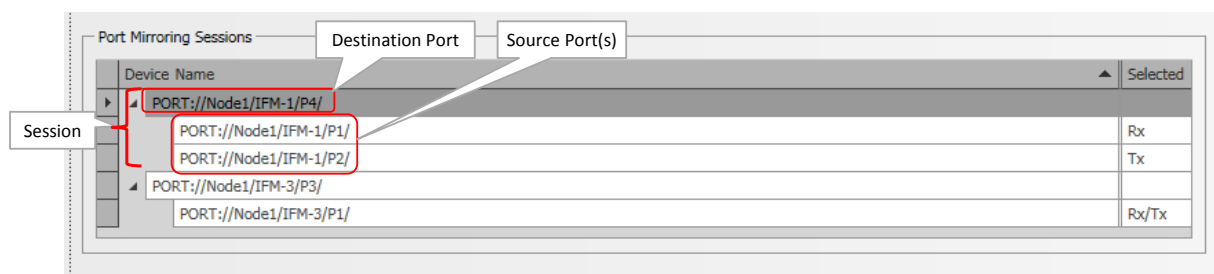 Port Mirroring Sessions
Destination Port
Source Port(s)
Device Name
Selected
PORT://Node1/IFM-1/P4/
Session
PORT://Node1/IFM-1/P1/
Rx
PORT://Node1/IFM-1/P2/
Tx
PORT://Node1/IFM-3/P3/
PORT://Node1/IFM-3/P1/
Rx/Tx